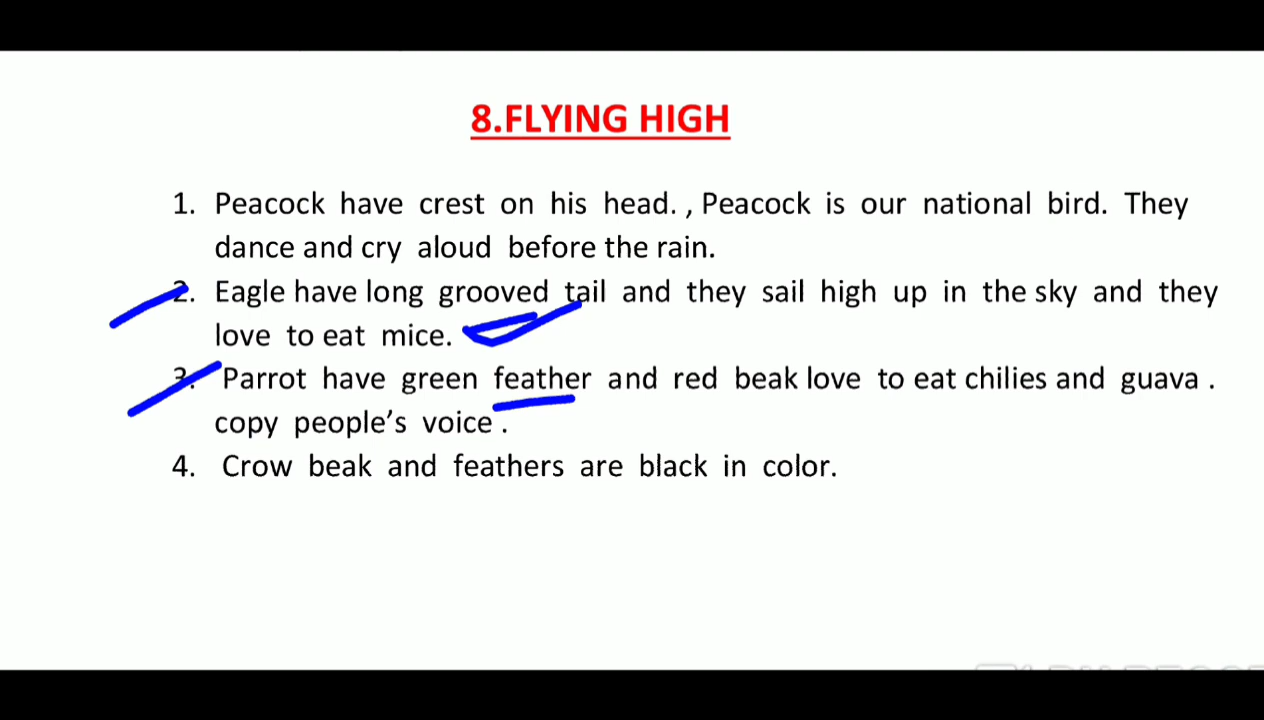 8.FLYING HIGH
1. Peacock have crest on his head. , Peacock is our national bird. They
dance and cry aloud before the rain.
2. Eagle have long grooved tail and they sail high up in the sky and they
love to eat mice.
3. Parrot have green feather and red beak love to eat chilies and guava .
copy people’s voice .
4. Crow beak and feathers are black in color.